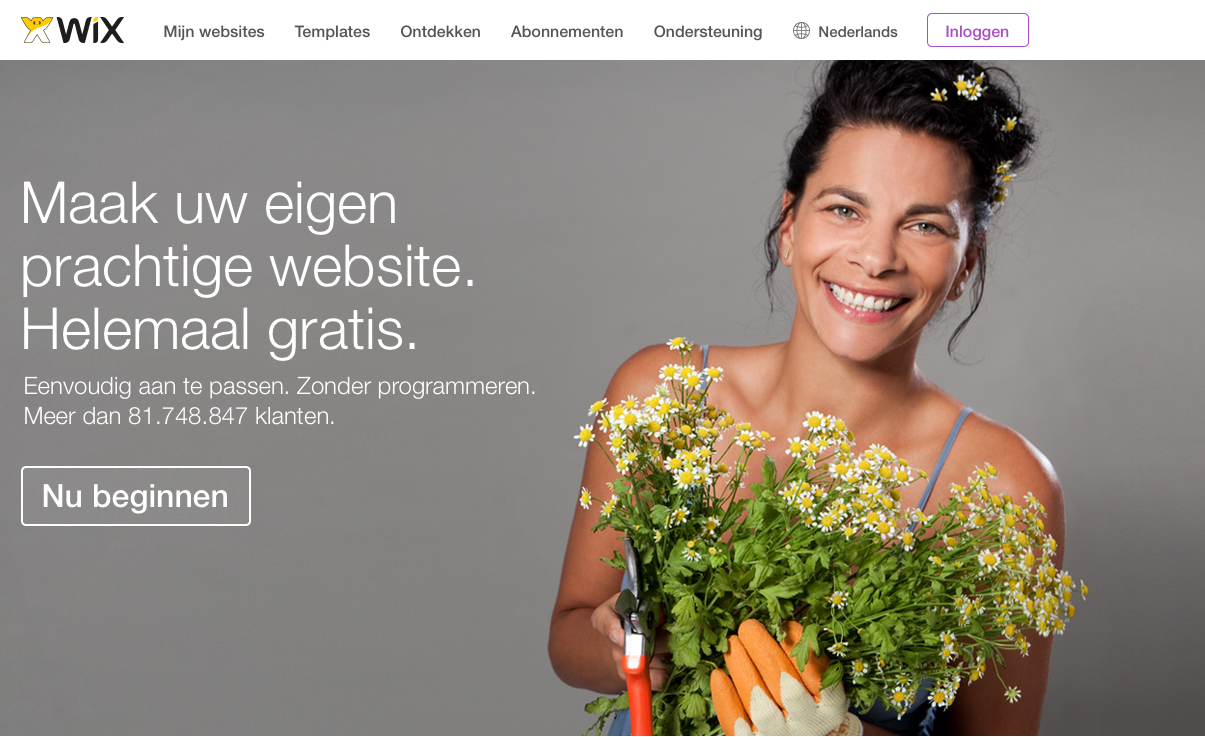 WiX
Mijn websites
Templates
Ontdekken
Abonnementen
Ondersteuning
Nederlands
Inloggen
Maak uw eigen
prachtige website.
Helemaal gratis.
Eenvoudig aan te passen. Zonder programmeren.
Meer dan 81.748.847 klanten.
Nu beginnen